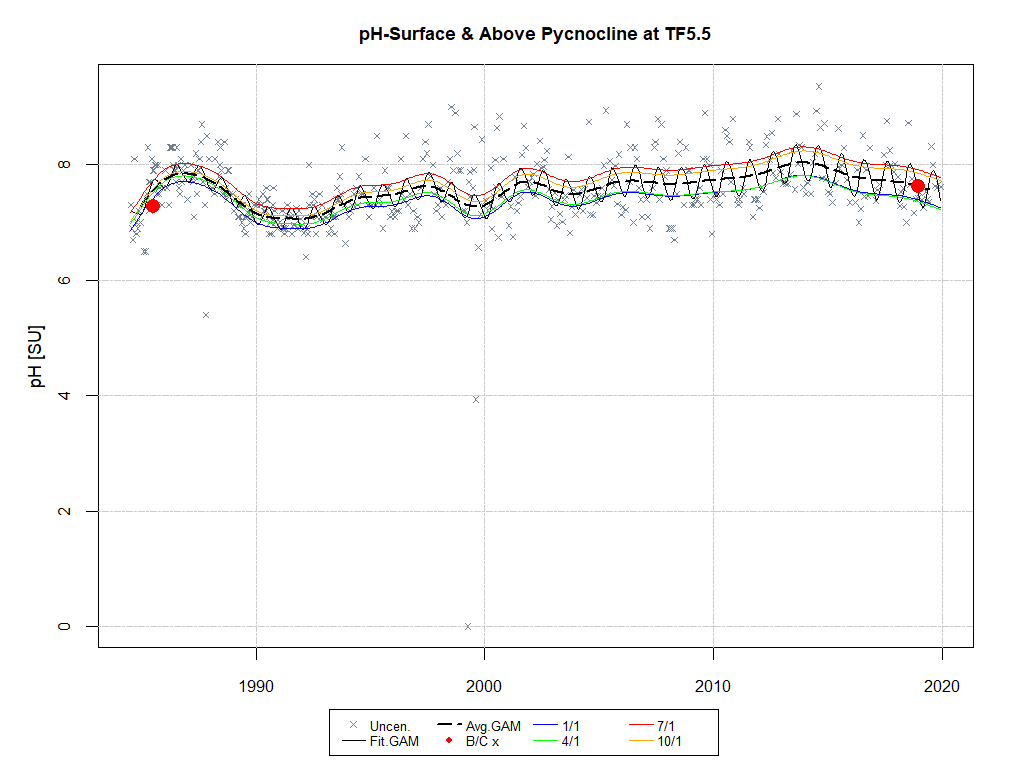 pH-Surface & Above Pycnocline at TF5.5
pH [SU]
8
6
4
2
0
1990 2000 2010 2020
Uncen. Avg.GAM 1/1 7/1
Fit.GAM B/C x 4/1 10/1